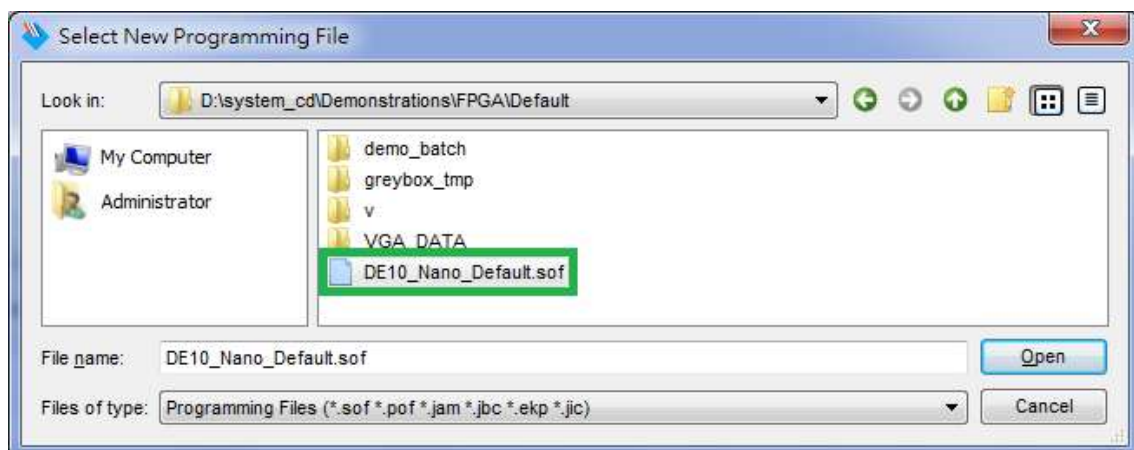 Select New Programming File
Look in: D:\system_cd\Demonstrations\FPGA\Default
My Computer
Administrator
demo_batch
greybox_tmp
v
VGA_DATA
DE10_Nano_Default.sof
File name: DE10_Nano_Default.sof Open
Files of type: Programming Files (*.sof *.pof *.jam *.jbc *.ekp *.jic) Cancel